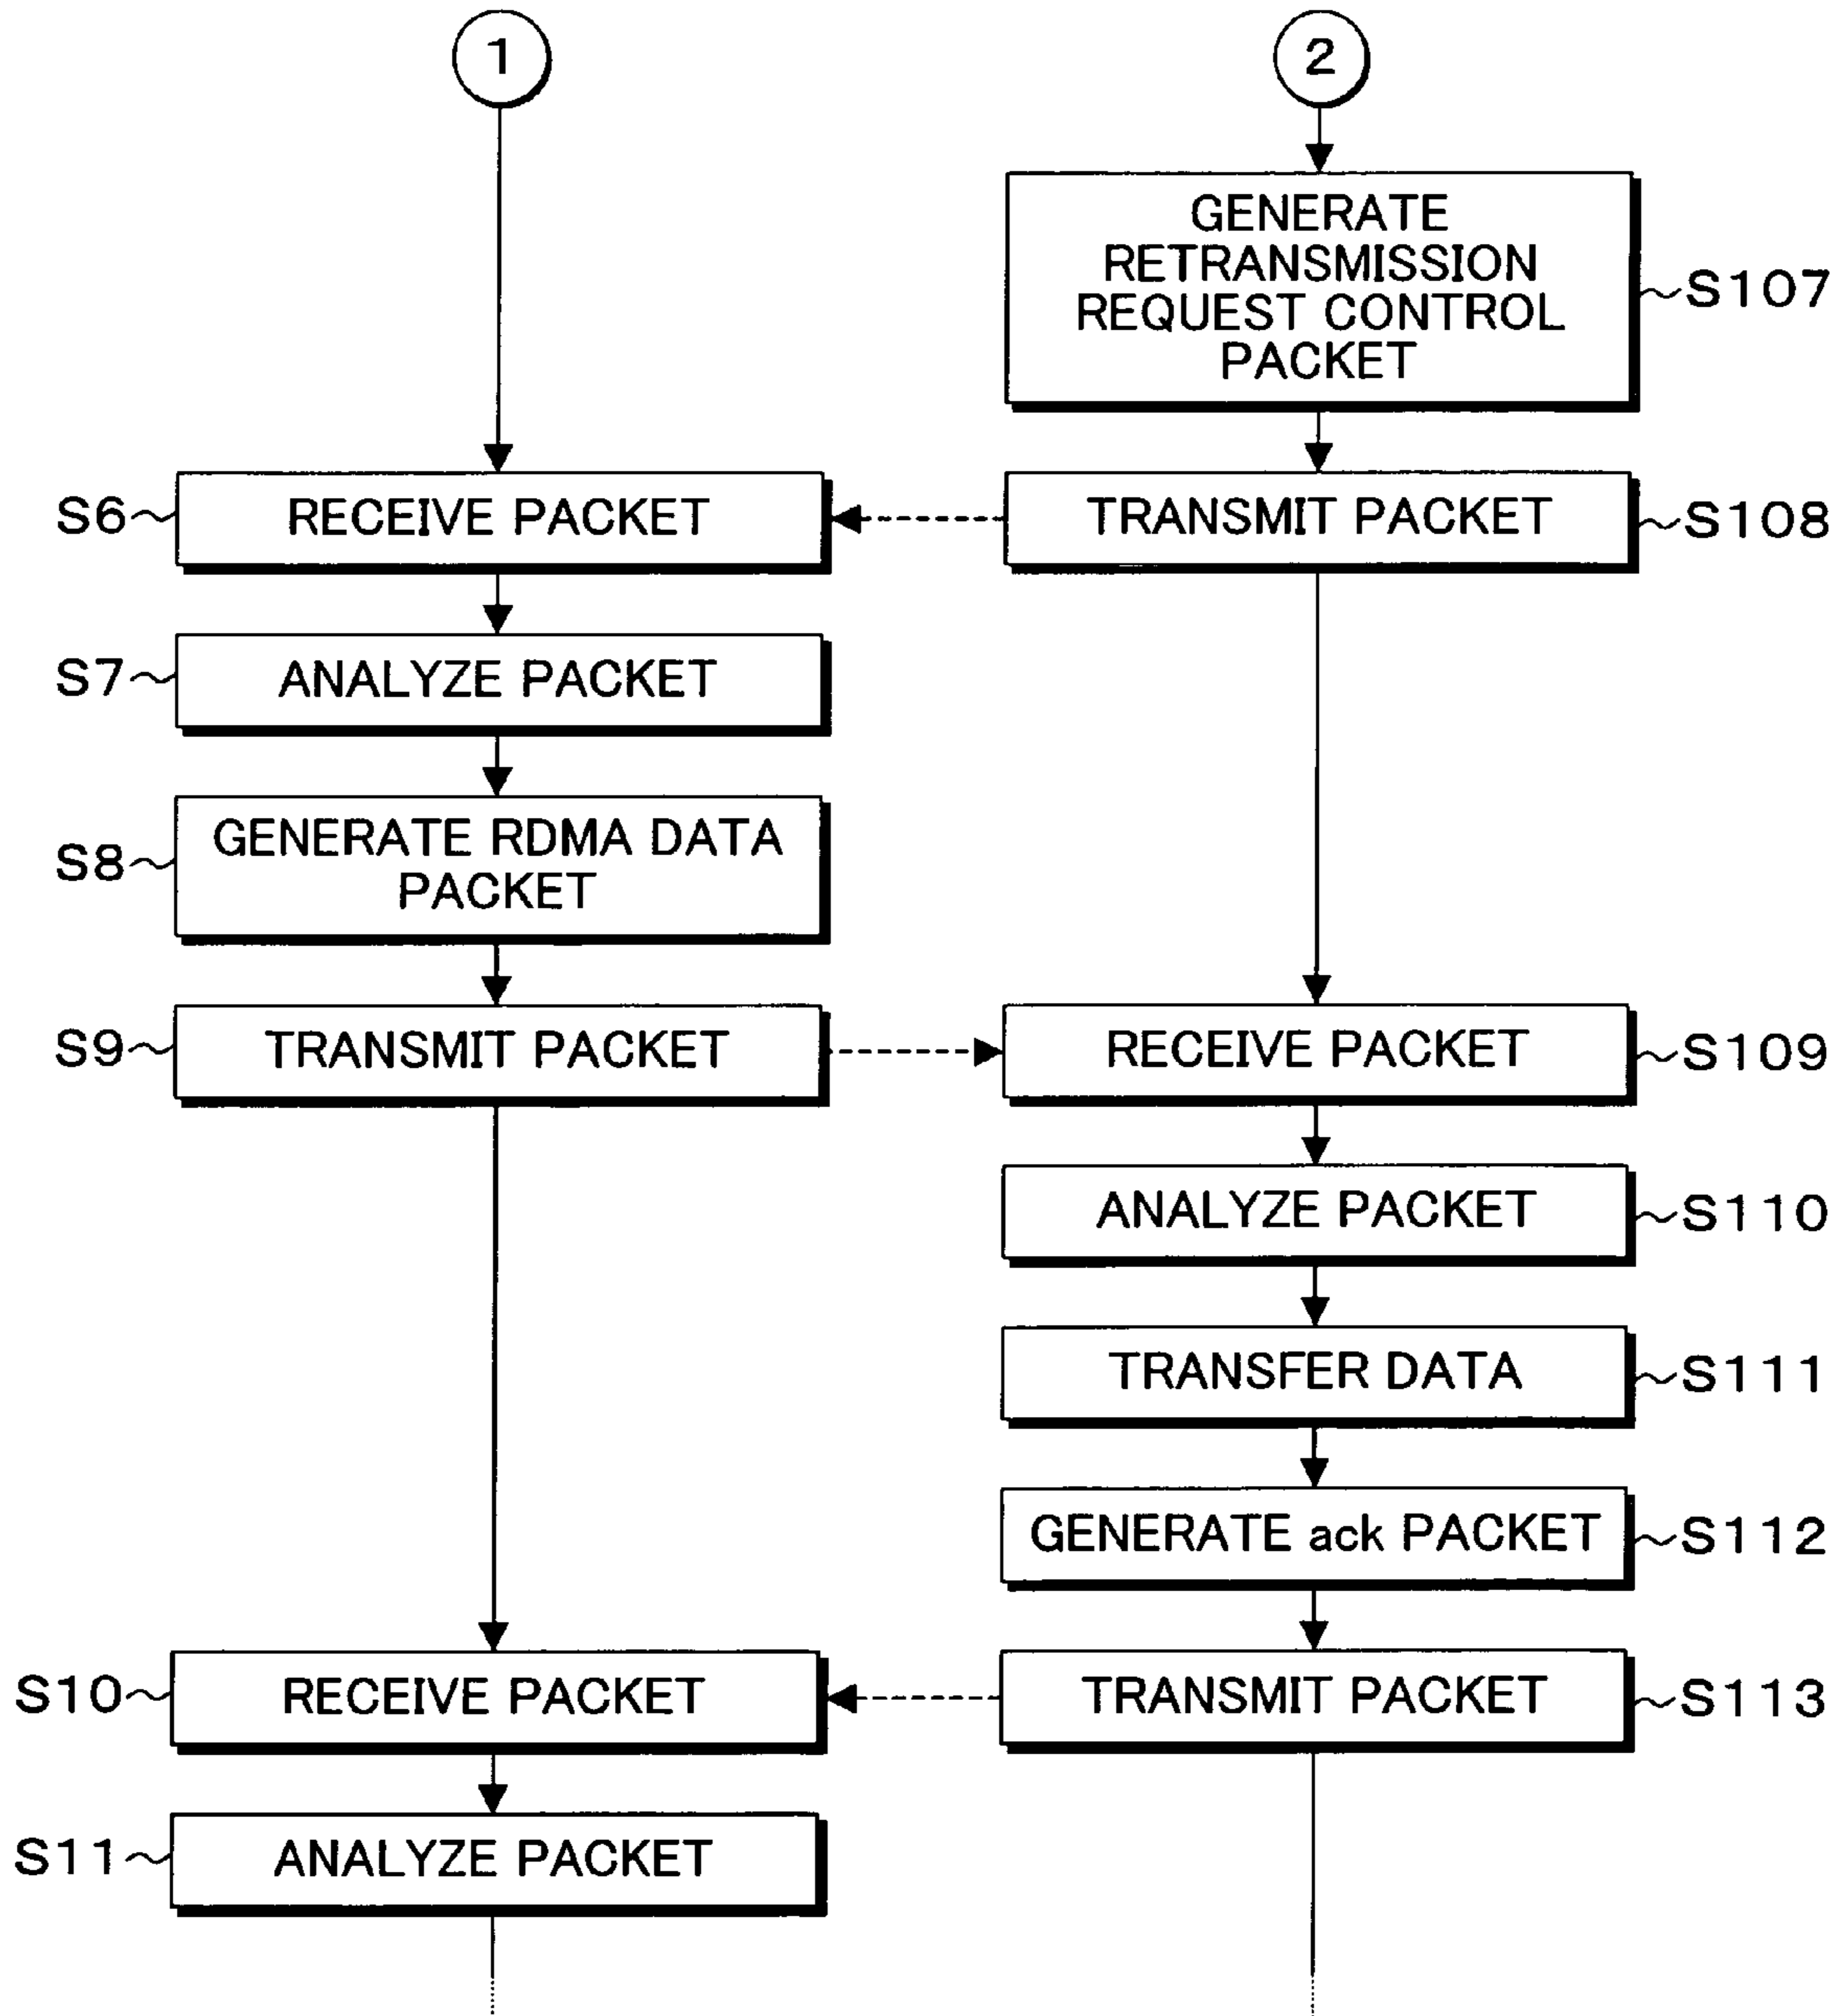 1
2
GENERATE
RETRANSMISSION
REQUEST CONTROL
PACKET
S107
S6
RECEIVE PACKET
TRANSMIT PACKET
S108
S7
ANALYZE PACKET
S8
GENERATE RDMA DATA
PACKET
S9
TRANSMIT PACKET
RECEIVE PACKET
S109
ANALYZE PACKET
S110
TRANSFER DATA
S111
GENERATE ack PACKET
S112
S10
RECEIVE PACKET
TRANSMIT PACKET
S113
S11
ANALYZE PACKET